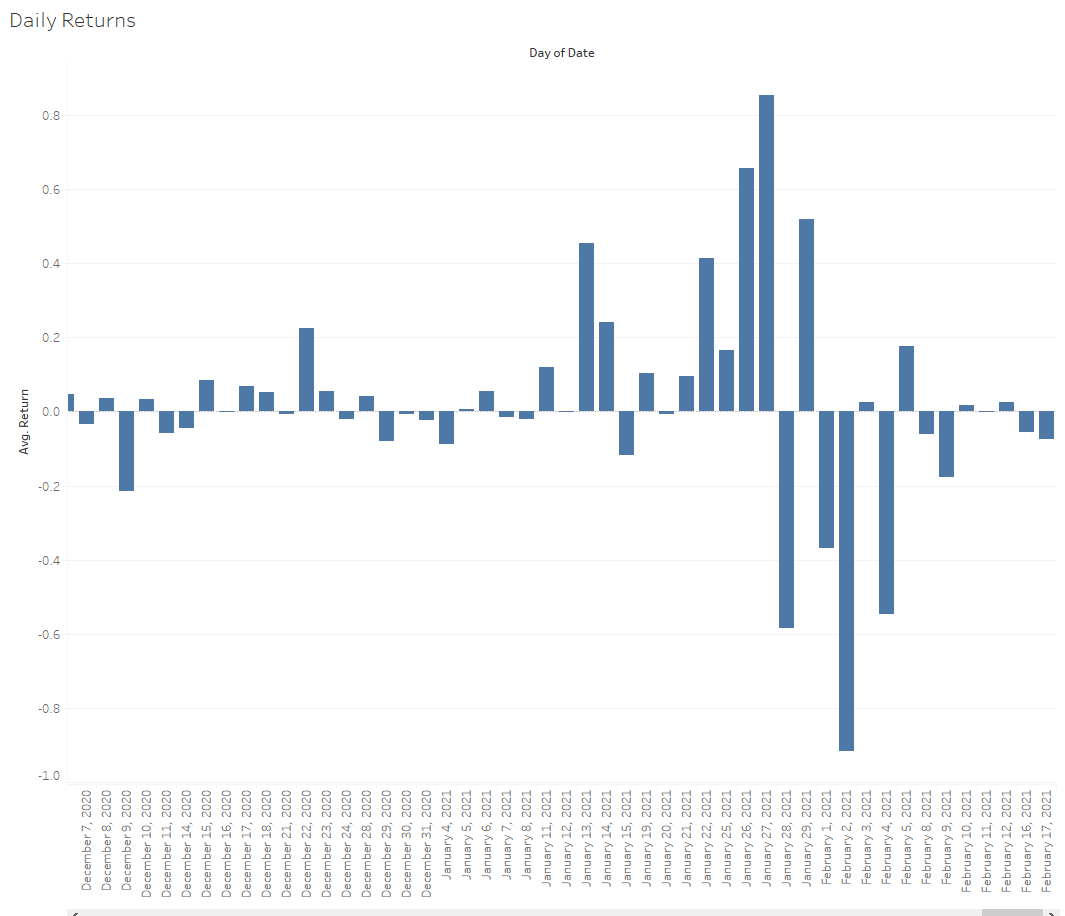 Daily Returns
Day of Date
Avg. Return
0.8
0.6
0.4
0.2
0.0
-0.2
-0.4
-0.6
-0.8
-1.0
December 7, 2020
December 8, 2020
December 9, 2020
December 10, 2020
December 11, 2020
December 14, 2020
December 15, 2020
December 16, 2020
December 17, 2020
December 18, 2020
December 21, 2020
December 22, 2020
December 23, 2020
December 24, 2020
December 28, 2020
December 29, 2020
December 30, 2020
December 31, 2020
January 4, 2021
January 5, 2021
January 6, 2021
January 7, 2021
January 8, 2021
January 11, 2021
January 12, 2021
January 13, 2021
January 14, 2021
January 15, 2021
January 19, 2021
January 20, 2021
January 21, 2021
January 22, 2021
January 25, 2021
January 26, 2021
January 27, 2021
January 28, 2021
January 29, 2021
February 1, 2021
February 2, 2021
February 3, 2021
February 4, 2021
February 5, 2021
February 8, 2021
February 9, 2021
February 10, 2021
February 11, 2021
February 12, 2021
February 16, 2021
February 17, 2021